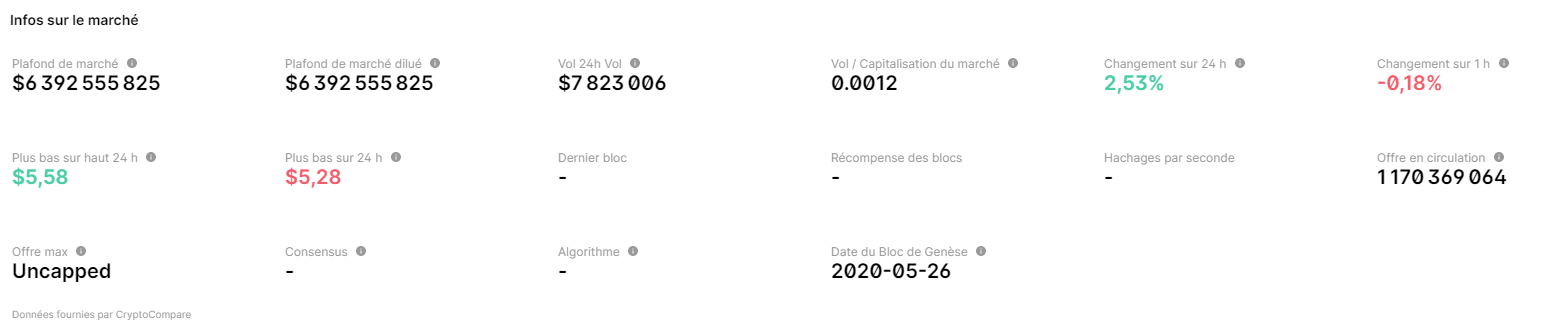 Infos sur le marché
Plafond de marché
$6 392 555 825
Plafond de marché dilué
$6 392 555 825
Vol 24h Vol
$7 823 006
Vol / Capitalisation du marché
0.0012
Changement sur 24 h
2,53%
Changement sur 1 h
-0,18%
Plus bas sur haut 24 h
$5,58
Plus bas sur 24 h
$5,28
Dernier bloc
-
Récompense des blocs
-
Hachages par seconde
-
Offre en circulation
1 170 369 064
Offre max
Uncapped
Consensus
-
Algorithme
-
Date du Bloc de Genèse
2020-05-26
Données fournies par CryptoCompare